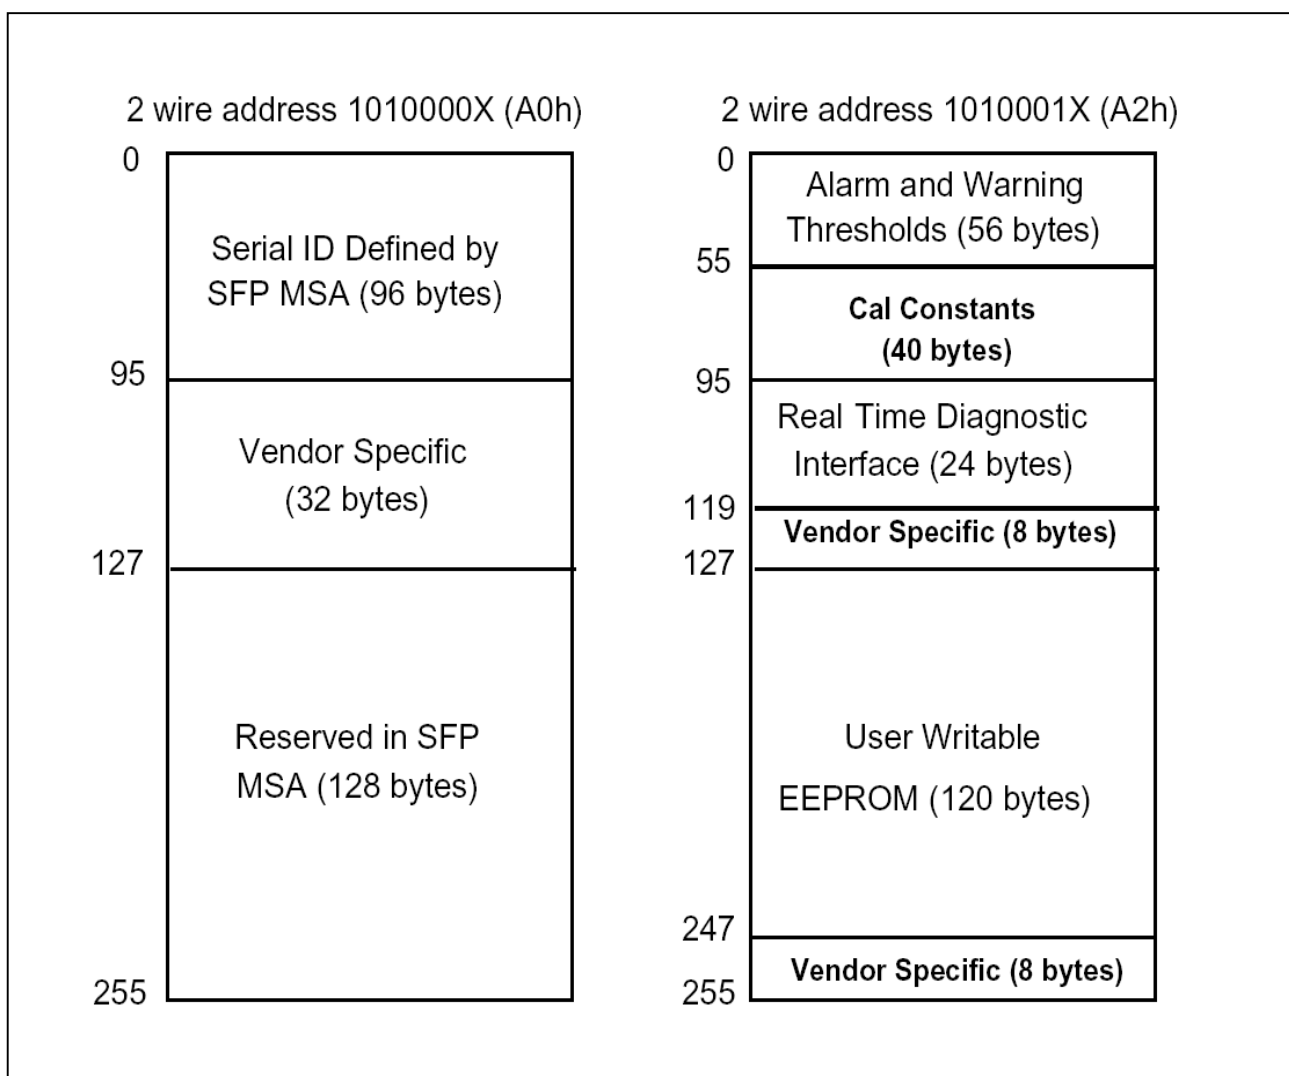 2 wire address 1010000X (A0h)
0
Serial ID Defined by
SFP MSA (96 bytes)
95
Vendor Specific
(32 bytes)
127
Reserved in SFP
MSA (128 bytes)
255
2 wire address 1010001X (A2h)
0
Alarm and Warning
Thresholds (56 bytes)
55
Cal Constants
(40 bytes)
95
Real Time Diagnostic
Interface (24 bytes)
119
Vendor Specific (8 bytes)
127
User Writable
EEPROM (120 bytes)
247
Vendor Specific (8 bytes)
255